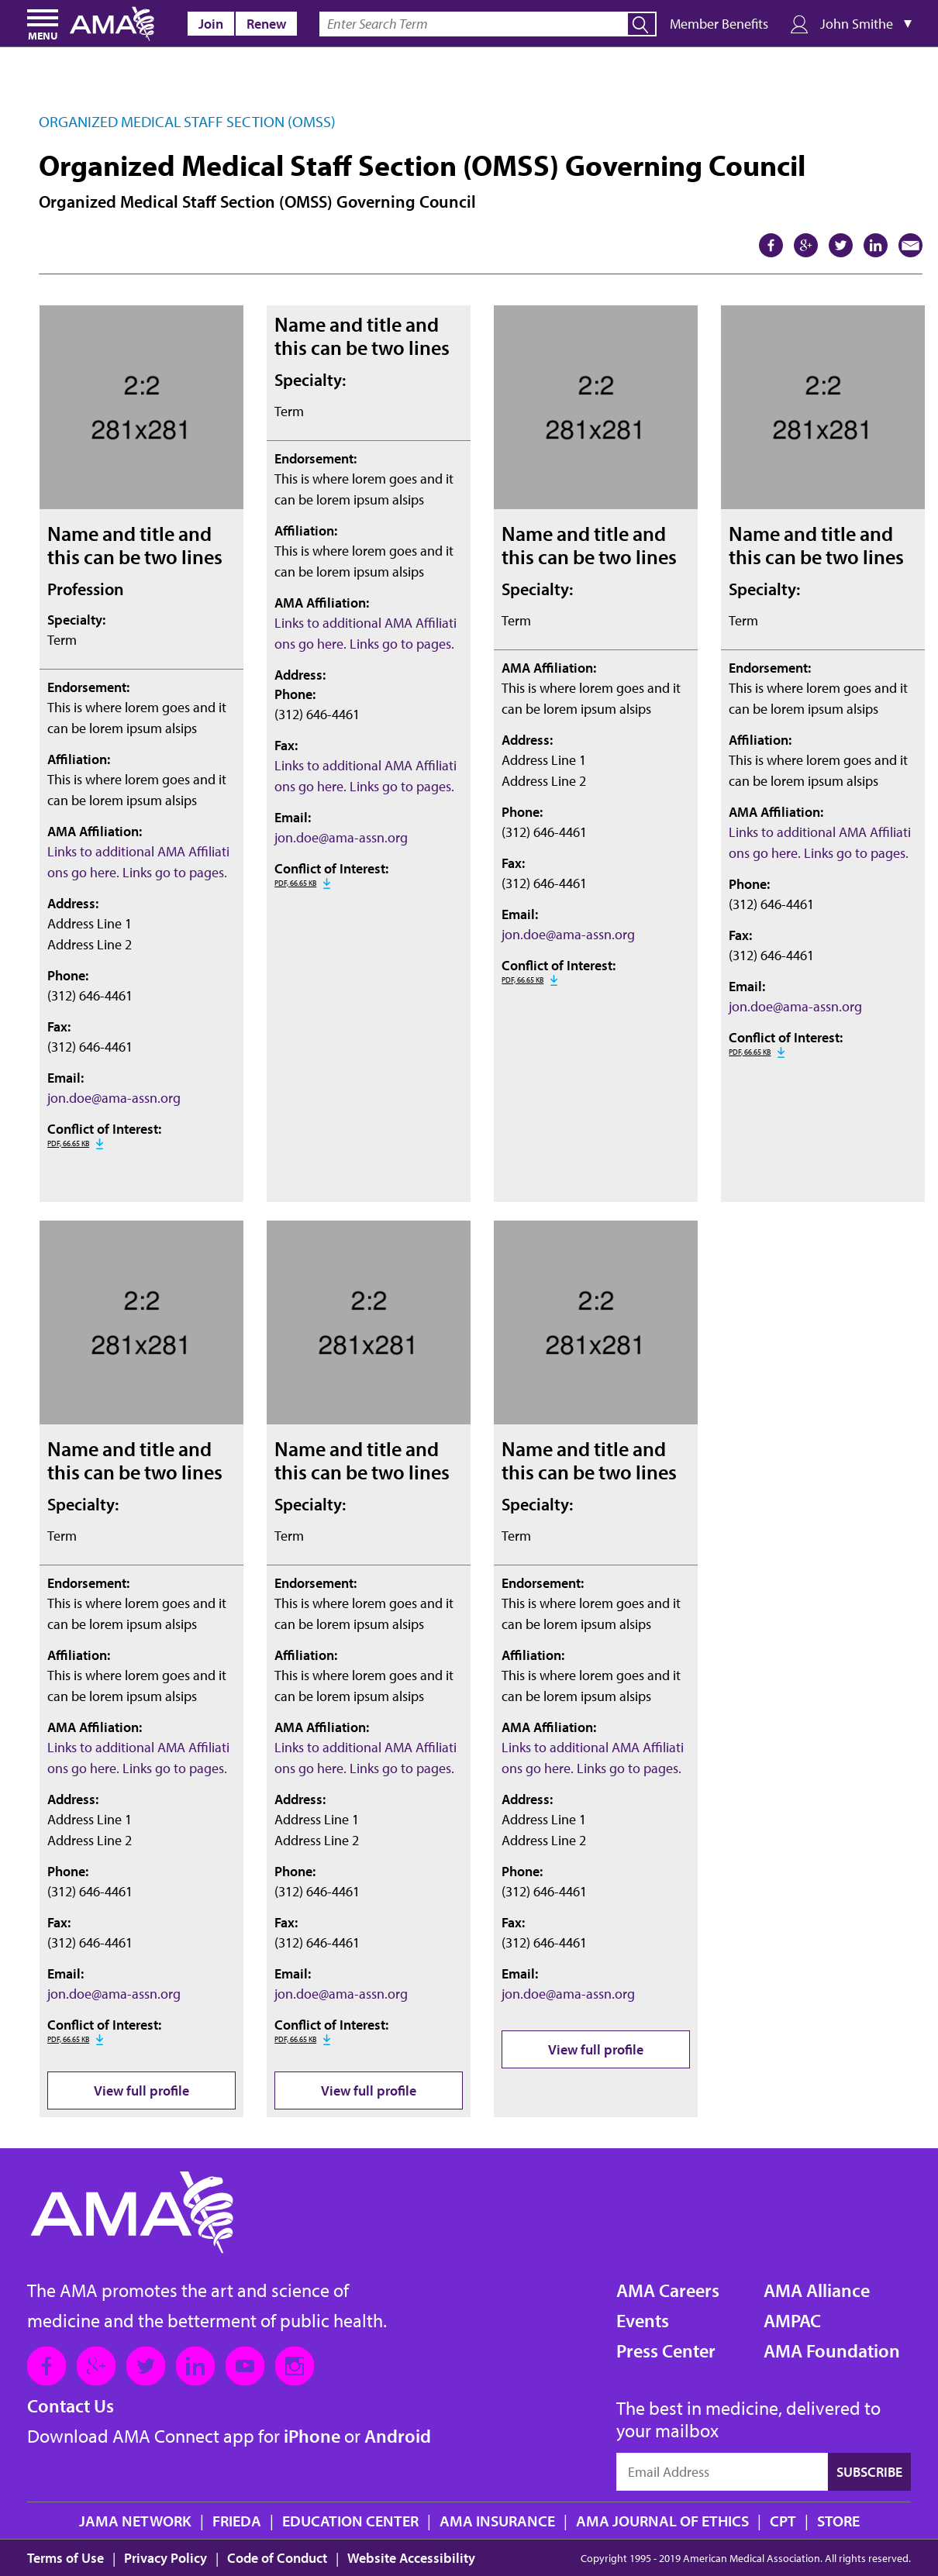 MENU AMA Join Renew Enter Search Term Member Benefits John Smithe ▼
ORGANIZED MEDICAL STAFF SECTION (OMSS)
Organized Medical Staff Section (OMSS) Governing Council
Organized Medical Staff Section (OMSS) Governing Council
2:2
281x281
Name and title and
this can be two lines
Profession
Specialty:
Term
Endorsement:
This is where lorem goes and it
can be lorem ipsum alsips
Affiliation:
This is where lorem goes and it
can be lorem ipsum alsips
AMA Affiliation:
Links to additional AMA Affiliati
ons go here. Links go to pages.
Address:
Address Line 1
Address Line 2
Phone:
(312) 646-4461
Fax:
(312) 646-4461
Email:
jon.doe@ama-assn.org
Conflict of Interest:
PDF, 66.65 KB
Name and title and
this can be two lines
Specialty:
Term
Endorsement:
This is where lorem goes and it
can be lorem ipsum alsips
Affiliation:
This is where lorem goes and it
can be lorem ipsum alsips
AMA Affiliation:
Links to additional AMA Affiliati
ons go here. Links go to pages.
Address:
Phone:
(312) 646-4461
Fax:
Links to additional AMA Affiliati
ons go here. Links go to pages.
Email:
jon.doe@ama-assn.org
Conflict of Interest:
PDF, 66.65 KB
2:2
281x281
Name and title and
this can be two lines
Specialty:
Term
AMA Affiliation:
This is where lorem goes and it
can be lorem ipsum alsips
Address:
Address Line 1
Address Line 2
Phone:
(312) 646-4461
Fax:
(312) 646-4461
Email:
jon.doe@ama-assn.org
Conflict of Interest:
PDF, 66.65 KB
2:2
281x281
Name and title and
this can be two lines
Specialty:
Term
Endorsement:
This is where lorem goes and it
can be lorem ipsum alsips
Affiliation:
This is where lorem goes and it
can be lorem ipsum alsips
AMA Affiliation:
Links to additional AMA Affiliati
ons go here. Links go to pages.
Phone:
(312) 646-4461
Fax:
(312) 646-4461
Email:
jon.doe@ama-assn.org
Conflict of Interest:
PDF, 66.65 KB
2:2
281x281
Name and title and
this can be two lines
Specialty:
Term
Endorsement:
This is where lorem goes and it
can be lorem ipsum alsips
Affiliation:
This is where lorem goes and it
can be lorem ipsum alsips
AMA Affiliation:
Links to additional AMA Affiliati
ons go here. Links go to pages.
Address:
Address Line 1
Address Line 2
Phone:
(312) 646-4461
Fax:
(312) 646-4461
Email:
jon.doe@ama-assn.org
Conflict of Interest:
PDF, 66.65 KB
View full profile
2:2
281x281
Name and title and
this can be two lines
Specialty:
Term
Endorsement:
This is where lorem goes and it
can be lorem ipsum alsips
Affiliation:
This is where lorem goes and it
can be lorem ipsum alsips
AMA Affiliation:
Links to additional AMA Affiliati
ons go here. Links go to pages.
Address:
Address Line 1
Address Line 2
Phone:
(312) 646-4461
Fax:
(312) 646-4461
Email:
jon.doe@ama-assn.org
Conflict of Interest:
PDF, 66.65 KB
View full profile
2:2
281x281
Name and title and
this can be two lines
Specialty:
Term
Endorsement:
This is where lorem goes and it
can be lorem ipsum alsips
Affiliation:
This is where lorem goes and it
can be lorem ipsum alsips
AMA Affiliation:
Links to additional AMA Affiliati
ons go here. Links go to pages.
Address:
Address Line 1
Address Line 2
Phone:
(312) 646-4461
Fax:
(312) 646-4461
Email:
jon.doe@ama-assn.org
View full profile
AMA
The AMA promotes the art and science of
medicine and the betterment of public health.
Contact Us
Download AMA Connect app for iPhone or Android
AMA Careers
Events
Press Center
AMA Alliance
AMPAC
AMA Foundation
The best in medicine, delivered to
your mailbox
Email Address SUBSCRIBE
JAMA NETWORK | FRIEDA | EDUCATION CENTER | AMA INSURANCE | AMA JOURNAL OF ETHICS | CPT | STORE
Terms of Use | Privacy Policy | Code of Conduct | Website Accessibility
Copyright 1995 - 2019 American Medical Association. All rights reserved.